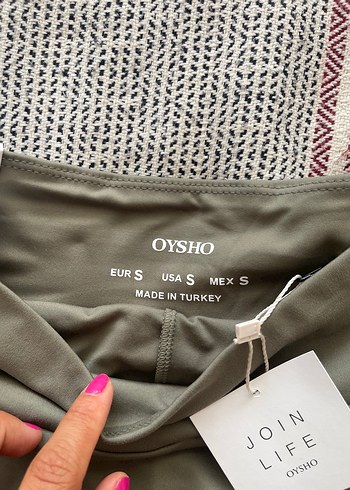 OYSHO
EUR S USA S MEX S
MADE IN TURKEY
JOIN
LIFE
OYSHO